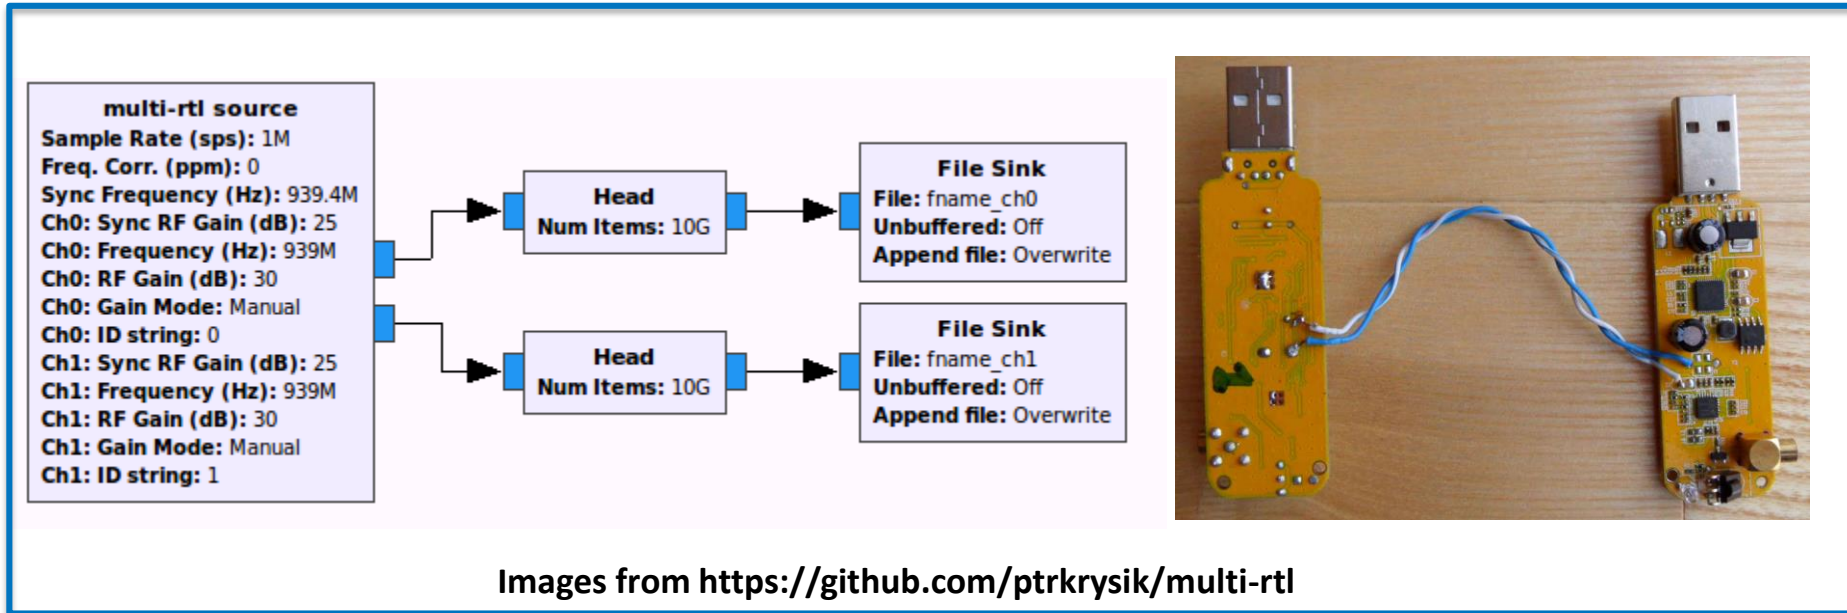 multi-rtl source
Sample Rate (sps): 1M
Freq. Corr. (ppm): 0
Sync Frequency (Hz): 939.4M
Ch0: Sync RF Gain (dB): 25
Ch0: Frequency (Hz): 939M
Ch0: RF Gain (dB): 30
Ch0: Gain Mode: Manual
Ch0: ID string: 0
Ch1: Sync RF Gain (dB): 25
Ch1: Frequency (Hz): 939M
Ch1: RF Gain (dB): 30
Ch1: Gain Mode: Manual
Ch1: ID string: 1
Head
Num Items: 10G
File Sink
File: fname_ch0
Unbuffered: Off
Append file: Overwrite
Head
Num Items: 10G
File Sink
File: fname_ch1
Unbuffered: Off
Append file: Overwrite
Images from https://github.com/ptrkrysik/multi-rtl